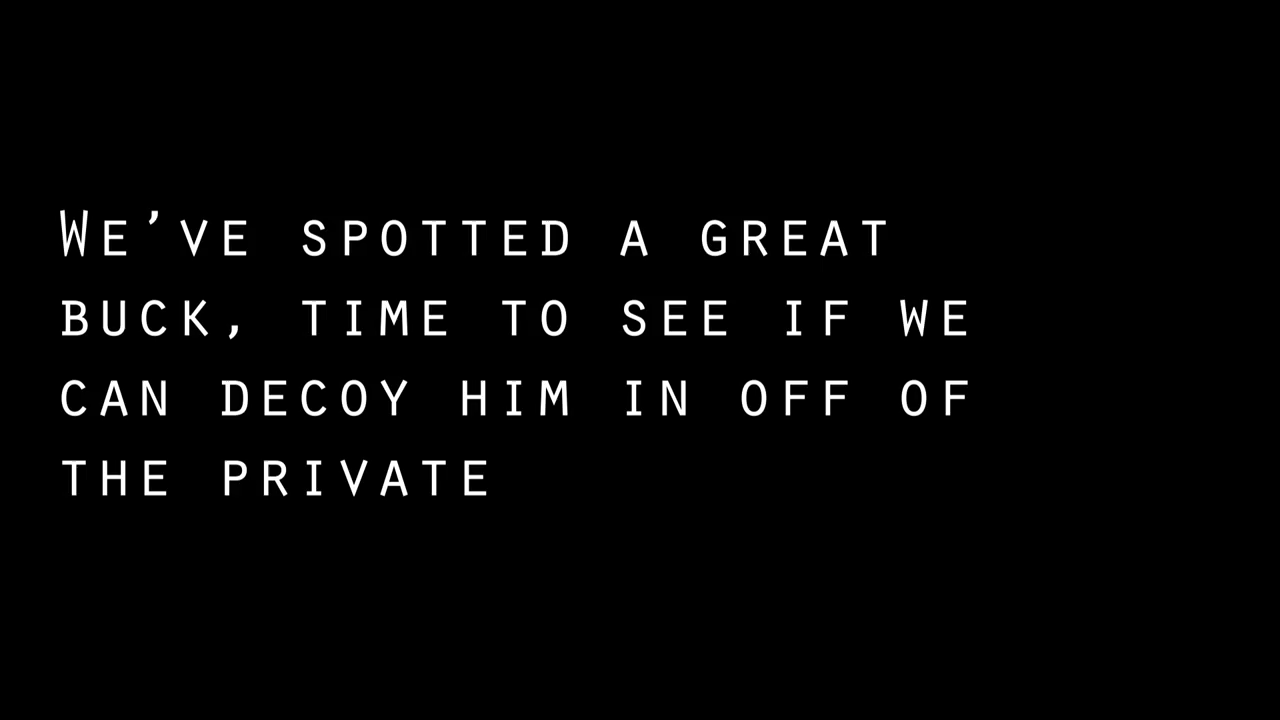 We’ve spotted a great
buck, time to see if we
can decoy him in off of
the private